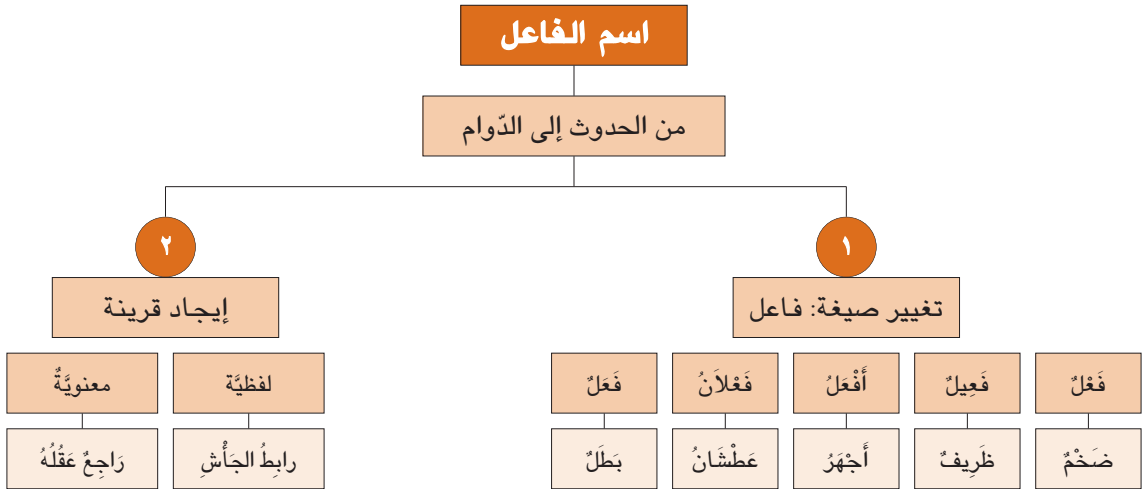 اسم الفاعل
من الحدوث إلى الدّوام
١
٢
تغيير صيغة: فاعل
إيجاد قرينة
فَعْلٌ
فَعِيلٌ
أَفْعَلُ
فَعْلاَنُ
فَعَلٌ
لفظيَّة
معنويَّةٌ
ضَخْمٌ
ظَرِيفٌ
أَجْهَرُ
عَطْشَانُ
بَطَلٌ
رابِطُ الجَأْشِ
رَاجِعٌ عَقُلُهُ